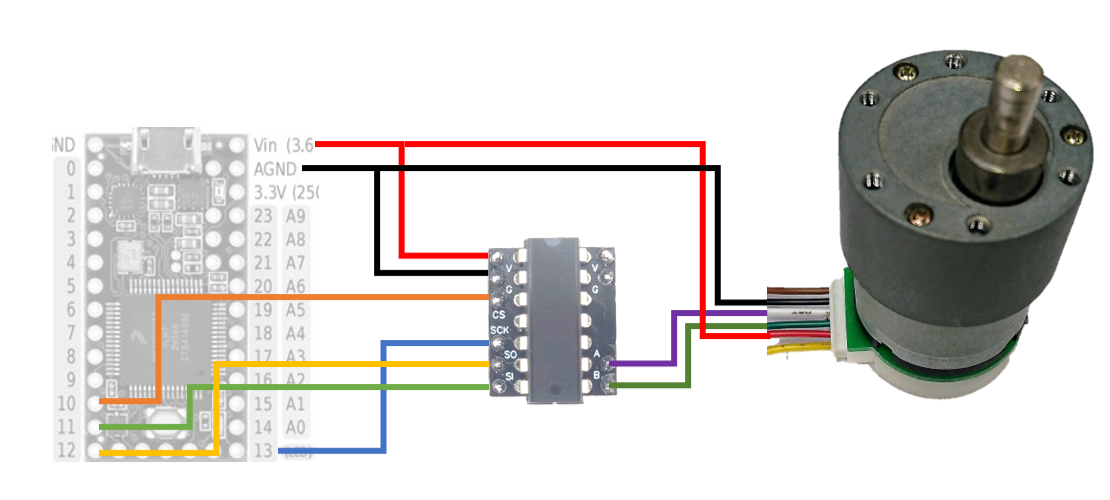 GND
Vin (3.6
0
AGND
1
3.3V (250
2
23 A9
3
22 A8
4
21 A7
5
20 A6
6
19 A5
7
18 A4
8
17 A3
9
16 A2
10
15 A1
11
14 A0
12
13 (LED)
V
G
CS
SCK
SO
SI
V
G
A
B